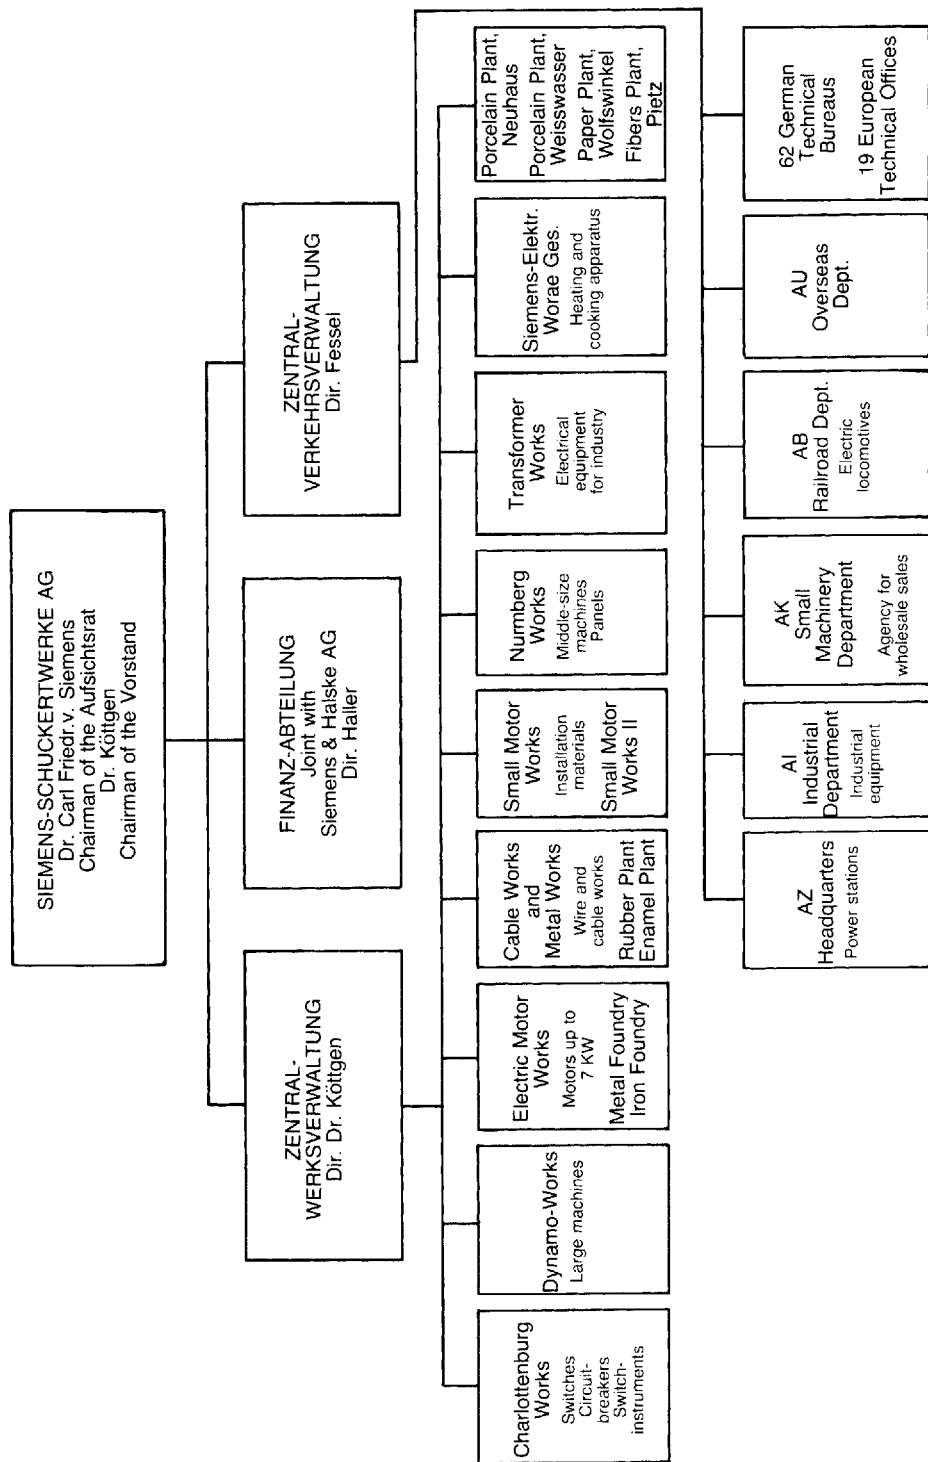 SIEMENS-SCHUCKERTWERKE AG
Dr. Carl Friedr.v. Siemens
Chairman of the Aufsichtsrat
Dr. Köttgen
Chairman of the Vorstand
ZENTRAL-
WERKSVERWALTUNG
Dir. Dr. Köttgen
FINANZ-ABTEILUNG
Joint with
Siemens & Halske AG
Dir. Haller
ZENTRAL-
VERKEHRSVERWALTUNG
Dir. Fessel
Charlottenburg
Works
Switches
Circuit-
breakers
Switch-
instruments
Dynamo-Works
Large machines
Electric Motor
Works
Motors up to
7 KW
Metal Foundry
Iron Foundry
Cable Works
and
Metal Works
Wire and
cable works
Rubber Plant
Enamel Plant
Small Motor
Works
Installation
materials
Small Motor
Works II
Nurmberg
Works
Middle-size
machines
Panels
Transformer
Works
Electrical
equipment
for industry
Siemens-Elektr.
Worae Ges.
Heating and
cooking apparatus
Porcelain Plant,
Neuhaus
Porcelain Plant,
Weisswasser
Paper Plant,
Wolfswinkel
Fibers Plant,
Pietz
AZ
Headquarters
Power stations
AI
Industrial
Department
Industrial
equipment
AK
Small
Machinery
Department
Agency for
wholesale sales
AB
Railroad Dept.
Electric
locomotives
AU
Overseas
Dept.
62 German
Technical
Bureaus
19 European
Technical Offices